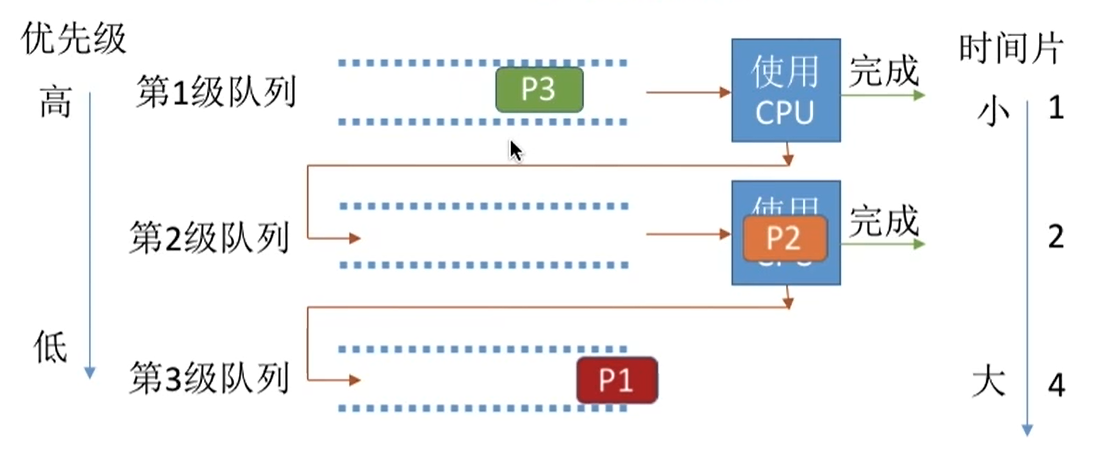 优先级
时间片
高
第1级队列
P3
使用
CPU
完成
小
1
第2级队列
使用
P2
完成
2
低
第3级队列
P1
大
4